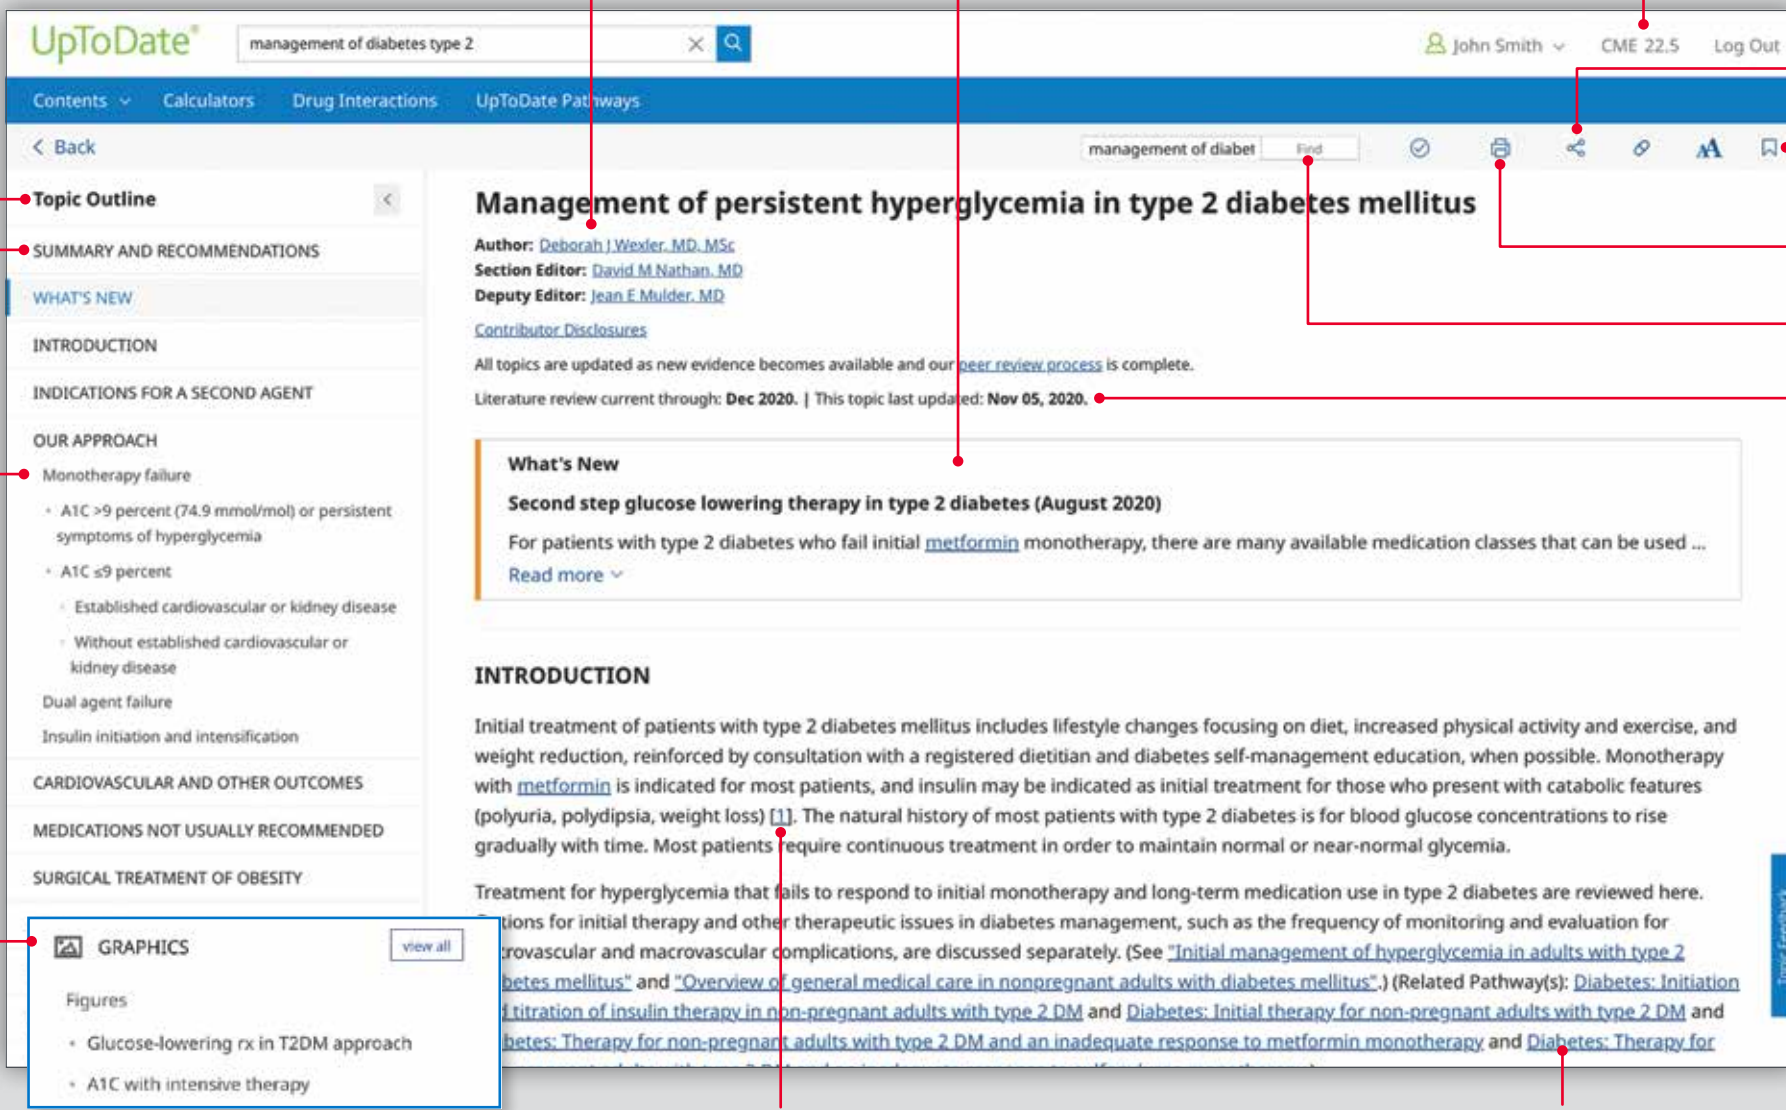 UpToDate®
management of diabetes type 2
John Smith
CME 22.5
Log Out
Contents
Calculators
Drug Interactions
UpToDate Pathways
Back
management of diabet
Find
Topic Outline
SUMMARY AND RECOMMENDATIONS
WHAT'S NEW
INTRODUCTION
INDICATIONS FOR A SECOND AGENT
OUR APPROACH
Monotherapy failure
• A1C >9 percent (74.9 mmol/mol) or persistent
symptoms of hyperglycemia
• A1C ≤9 percent
• Established cardiovascular or kidney disease
• Without established cardiovascular or
kidney disease
Dual agent failure
Insulin initiation and intensification
CARDIOVASCULAR AND OTHER OUTCOMES
MEDICATIONS NOT USUALLY RECOMMENDED
SURGICAL TREATMENT OF OBESITY
GRAPHICS
view all
Figures
• Glucose-lowering rx in T2DM approach
• A1C with intensive therapy
Management of persistent hyperglycemia in type 2 diabetes mellitus
Author: Deborah J Wexler, MD, MSc
Section Editor: David M Nathan, MD
Deputy Editor: Jean E Mulder, MD
Contributor Disclosures
All topics are updated as new evidence becomes available and our peer review process is complete.
Literature review current through: Dec 2020. | This topic last updated: Nov 05, 2020.
What's New
Second step glucose lowering therapy in type 2 diabetes (August 2020)
For patients with type 2 diabetes who fail initial metformin monotherapy, there are many available medication classes that can be used ...
Read more
INTRODUCTION
Initial treatment of patients with type 2 diabetes mellitus includes lifestyle changes focusing on diet, increased physical activity and exercise, and
weight reduction, reinforced by consultation with a registered dietitian and diabetes self-management education, when possible. Monotherapy
with metformin is indicated for most patients, and insulin may be indicated as initial treatment for those who present with catabolic features
(polyuria, polydipsia, weight loss) [1]. The natural history of most patients with type 2 diabetes is for blood glucose concentrations to rise
gradually with time. Most patients require continuous treatment in order to maintain normal or near-normal glycemia.
Treatment for hyperglycemia that fails to respond to initial monotherapy and long-term medication use in type 2 diabetes are reviewed here.
tions for initial therapy and other therapeutic issues in diabetes management, such as the frequency of monitoring and evaluation for
rovascular and macrovascular complications, are discussed separately. (See "Initial management of hyperglycemia in adults with type 2
betes mellitus" and "Overview of general medical care in nonpregnant adults with diabetes mellitus".) (Related Pathway(s): Diabetes: Initiation
titration of insulin therapy in non-pregnant adults with type 2 DM and Diabetes: Initial therapy for non-pregnant adults with type 2 DM and
betes: Therapy for non-pregnant adults with type 2 DM and an inadequate response to metformin monotherapy and Diabetes: Therapy for
Topic Feedback